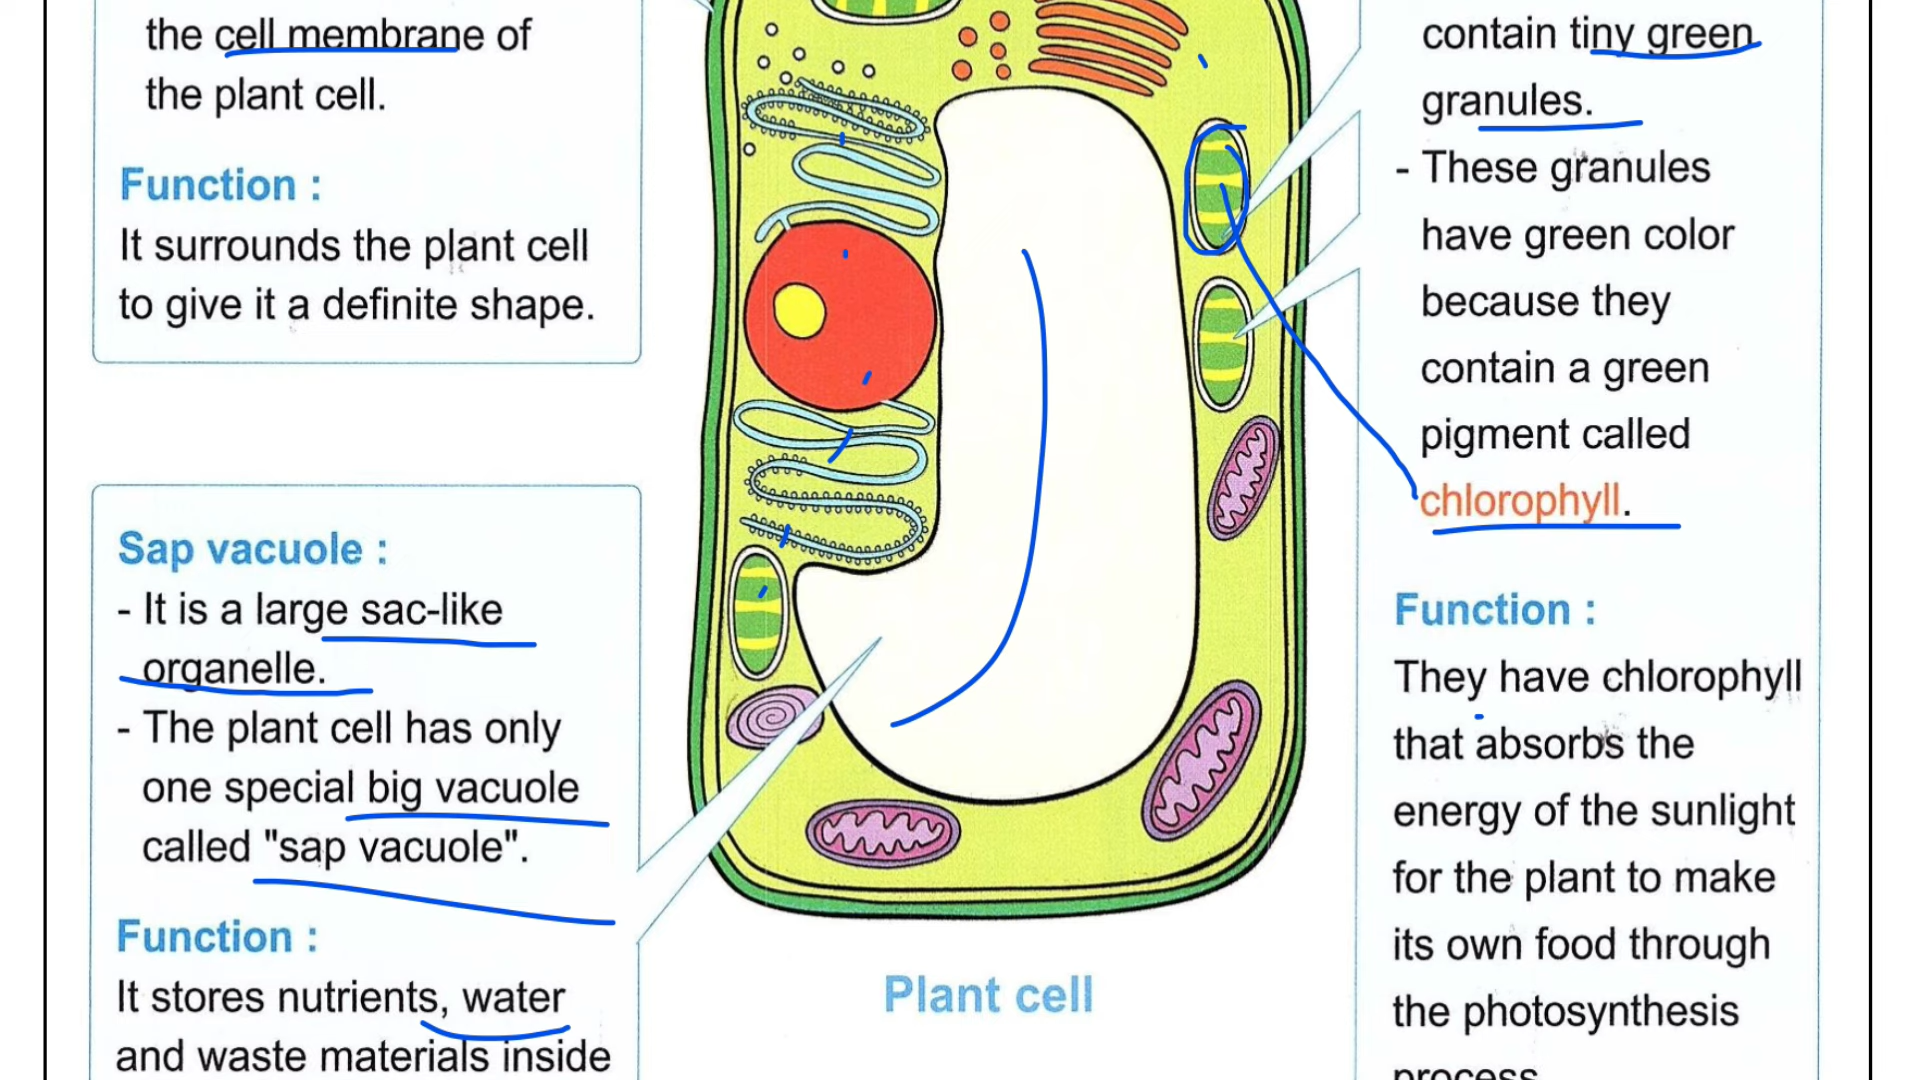 the cell membrane of
the plant cell.
Function :
It surrounds the plant cell
to give it a definite shape.
Sap vacuole :
- It is a large sac-like
organelle.
- The plant cell has only
one special big vacuole
called "sap vacuole".
Function :
It stores nutrients, water
and waste materials inside
Plant cell
contain tiny green
granules.
- These granules
have green color
because they
contain a green
pigment called
chlorophyll.
Function :
They have chlorophyll
that absorbs the
energy of the sunlight
for the plant to make
its own food through
the photosynthesis
process